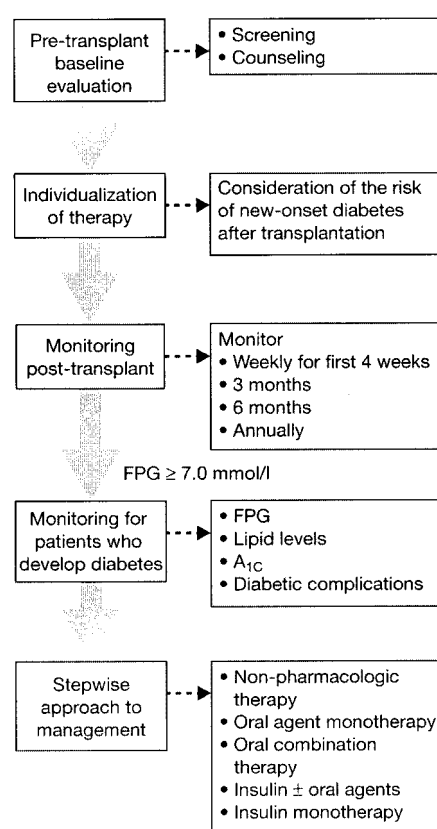 Pre-transplant
baseline
evaluation
• Screening
• Counseling
Individualization
of therapy
Consideration of the risk
of new-onset diabetes
after transplantation
Monitoring
post-transplant
Monitor
• Weekly for first 4 weeks
• 3 months
• 6 months
• Annually
FPG ≥ 7.0 mmol/l
Monitoring for
patients who
develop diabetes
• FPG
• Lipid levels
• A1C
• Diabetic complications
Stepwise
approach to
management
• Non-pharmacologic
therapy
• Oral agent monotherapy
• Oral combination
therapy
• Insulin ± oral agents
• Insulin monotherapy